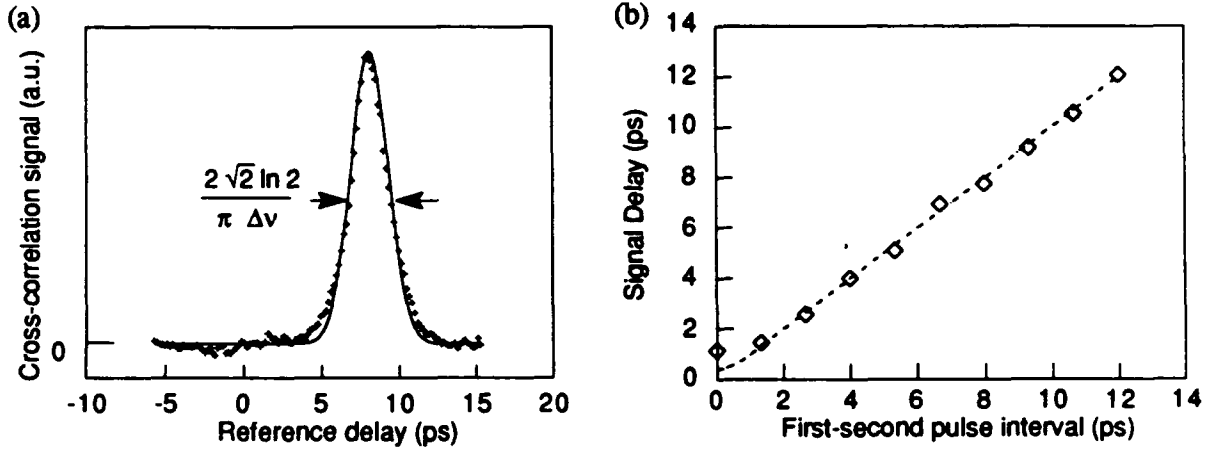 (a)
Cross-correlation signal (a.u.)
0
2 √2 ln 2
π Δν
-10 -5 0 5 10 15 20
Reference delay (ps)
(b)
Signal Delay (ps)
14
12
10
8
6
4
2
0
0 2 4 6 8 10 12 14
First-second pulse interval (ps)